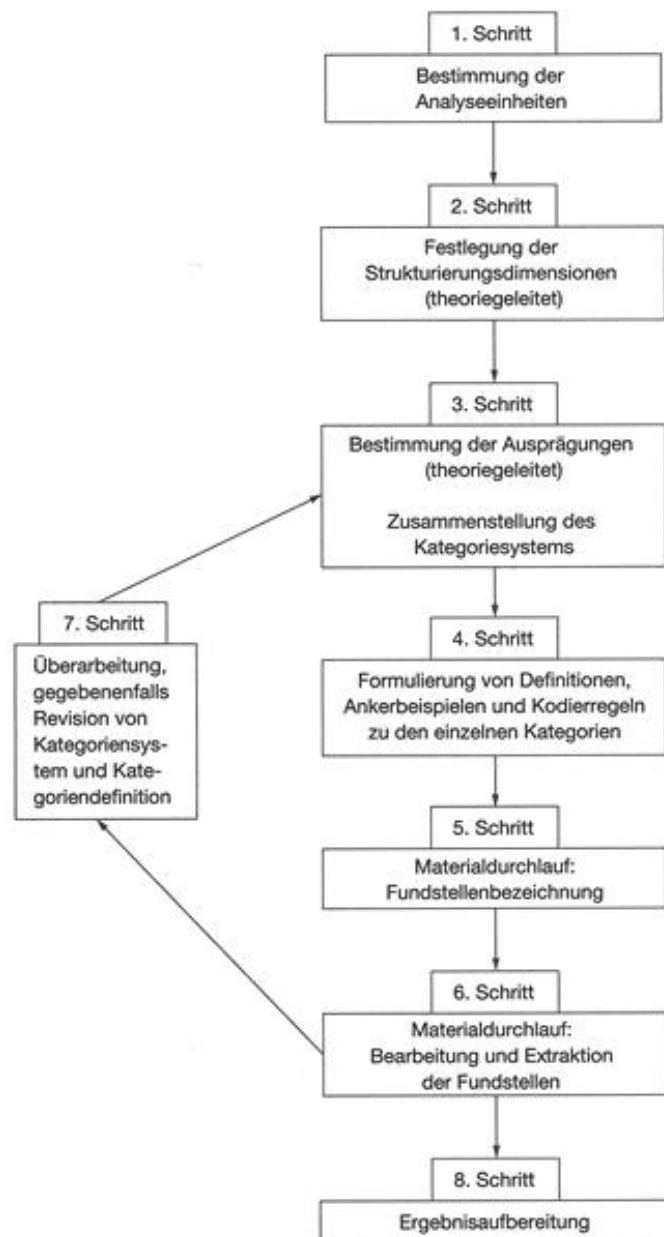 1. Schritt
Bestimmung der
Analyseeinheiten
2. Schritt
Festlegung der
Strukturierungsdimensionen
(theoriegeleitet)
3. Schritt
Bestimmung der Ausprägungen
(theoriegeleitet)
Zusammenstellung des
Kategoriesystems
7. Schritt
Überarbeitung,
gegebenenfalls
Revision von
Kategoriensys-
tem und Kate-
goriendefinition
4. Schritt
Formulierung von Definitionen,
Ankerbeispielen und Kodierregeln
zu den einzelnen Kategorien
5. Schritt
Materialdurchlauf:
Fundstellenbezeichnung
6. Schritt
Materialdurchlauf:
Bearbeitung und Extraktion
der Fundstellen
8. Schritt
Ergebnisaufbereitung